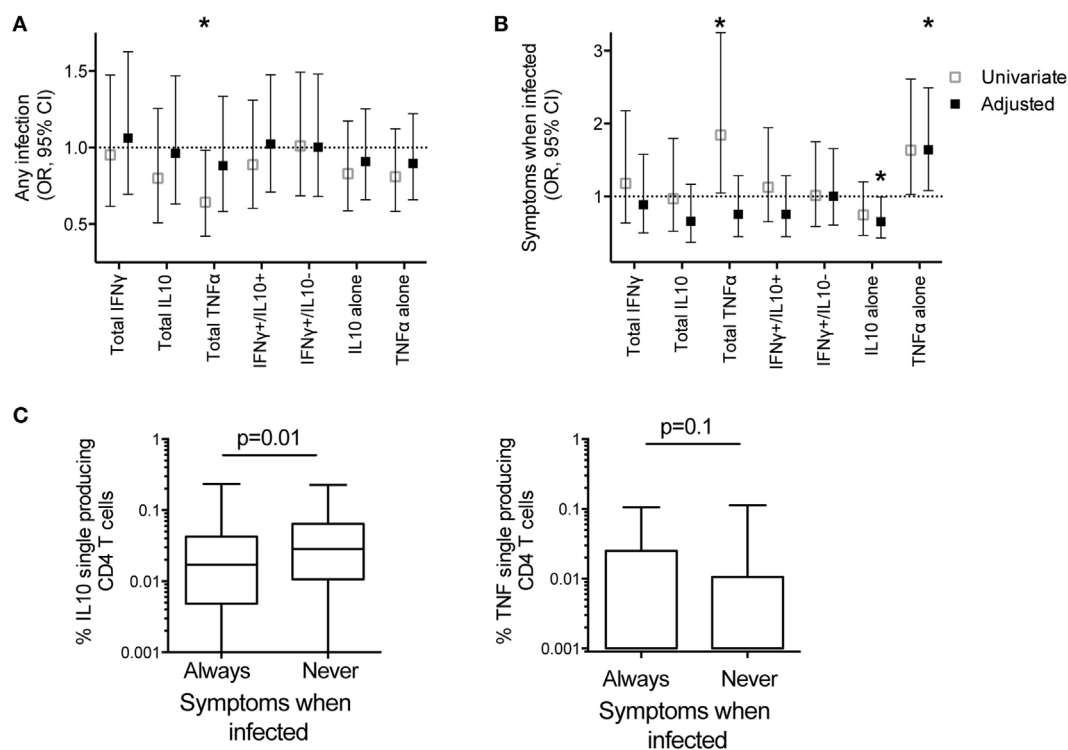 A
*
1.5
1.0
0.5
Any infection
(OR, 95% CI)
Total IFNγ
Total IL10
Total TNFα
IFNγ+/IL10+
IFNγ+/IL10-
IL10 alone
TNFα alone
B
*
*
*
3
2
1
Symptoms when infected
(OR, 95% CI)
Total IFNγ
Total IL10
Total TNFα
IFNγ+/IL10+
IFNγ+/IL10-
IL10 alone
TNFα alone
Univariate
Adjusted
C
p=0.01
1
0.1
0.01
0.001
% IL10 single producing
CD4 T cells
Always Never
Symptoms when
infected
p=0.1
1
0.1
0.01
0.001
% TNF single producing
CD4 T cells
Always Never
Symptoms when
infected